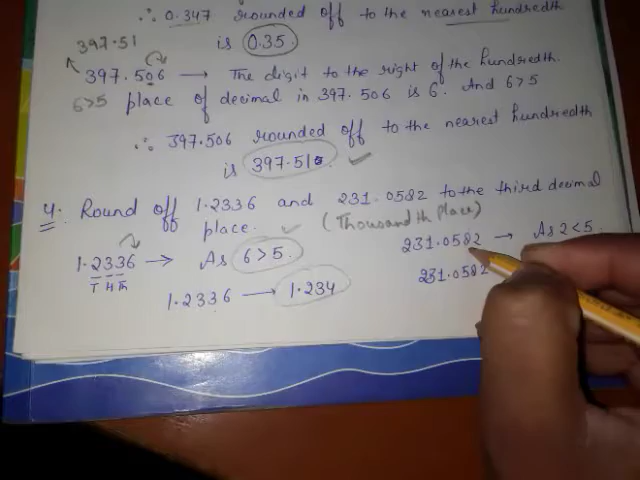 ∴ 0.347 rounded off to the nearest hundredth
397.51 is 0.35.
397.506 → The digit to the right of the hundredth
6>5 place of decimal in 397.506 is 6. And 6>5
∴ 397.506 rounded off to the nearest hundredth
is 397.51
4. Round off 1.2336 and 231.0582 to the third decimal
place. (Thousandth Place)
1.2336 → As 6>5. 231.0582 → As 2<5.
T H Th
1.2336 → 1.234 231.0582